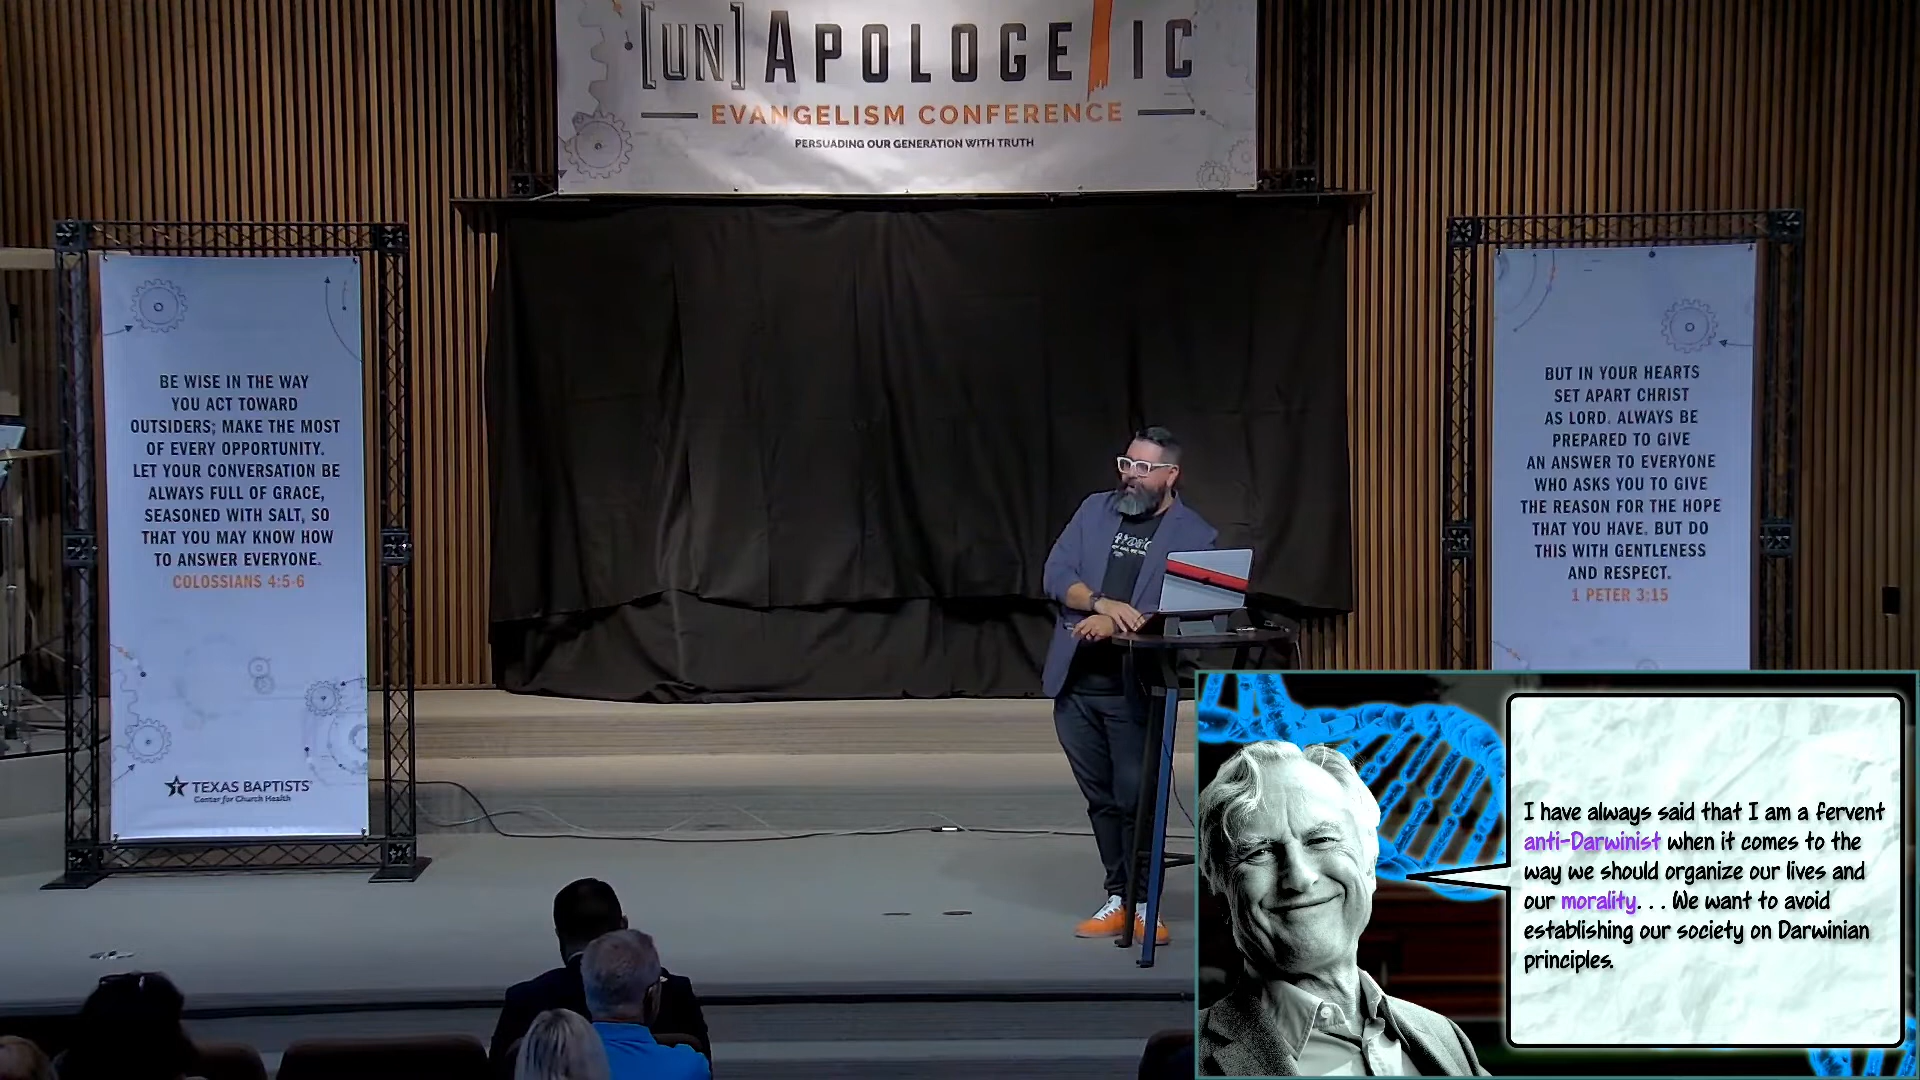 [UN]APOLOGETIC
EVANGELISM CONFERENCE
PERSUADING OUR GENERATION WITH TRUTH
BE WISE IN THE WAY
YOU ACT TOWARD
OUTSIDERS; MAKE THE MOST
OF EVERY OPPORTUNITY.
LET YOUR CONVERSATION BE
ALWAYS FULL OF GRACE,
SEASONED WITH SALT, SO
THAT YOU MAY KNOW HOW
TO ANSWER EVERYONE.
COLOSSIANS 4:5-6
TEXAS BAPTISTS
Center for Church Health
BUT IN YOUR HEARTS
SET APART CHRIST
AS LORD. ALWAYS BE
PREPARED TO GIVE
AN ANSWER TO EVERYONE
WHO ASKS YOU TO GIVE
THE REASON FOR THE HOPE
THAT YOU HAVE. BUT DO
THIS WITH GENTLENESS
AND RESPECT.
1 PETER 3:15
I have always said that I am a fervent
anti-Darwinist when it comes to the
way we should organize our lives and
our morality. . . We want to avoid
establishing our society on Darwinian
principles.